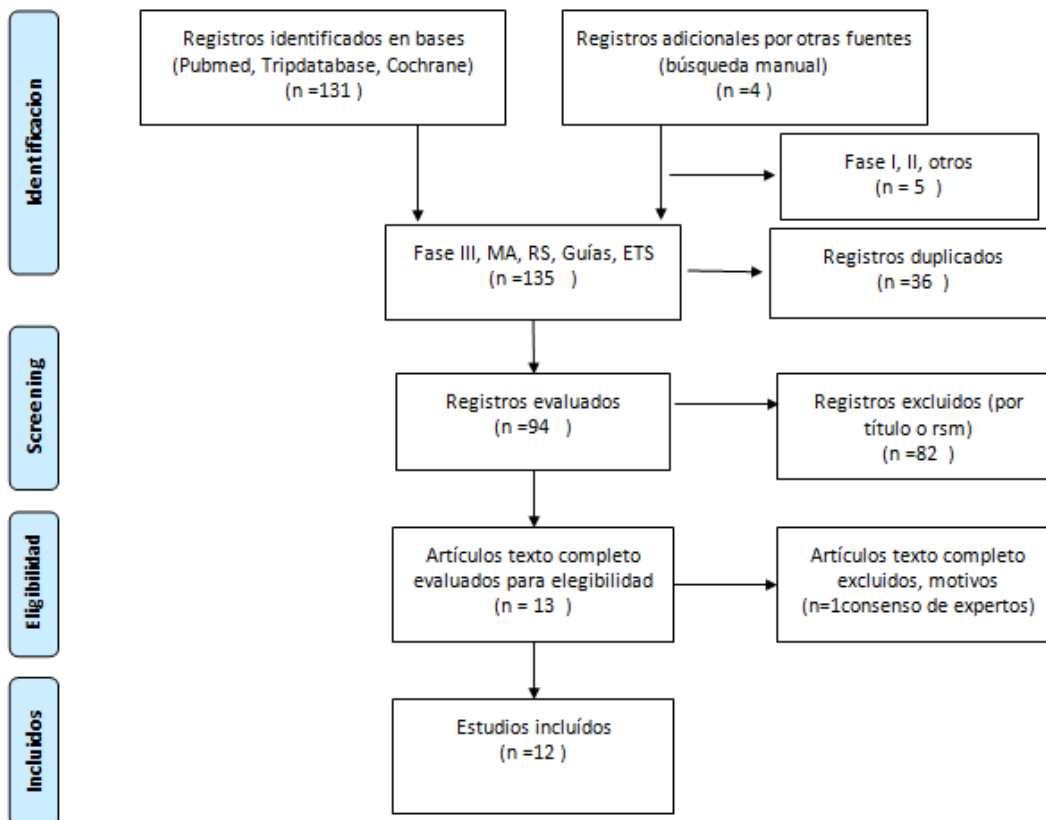 Identificacion
Registros identificados en bases
(Pubmed, Tripdatabase, Cochrane)
(n =131 )
Registros adicionales por otras fuentes
(búsqueda manual)
(n =4 )
Fase I, II, otros
(n = 5 )
Fase III, MA, RS, Guías, ETS
(n =135 )
Registros duplicados
(n =36 )
Screening
Registros evaluados
(n =94 )
Registros excluidos (por
título o rsm)
(n =82 )
Eligibilidad
Artículos texto completo
evaluados para elegibilidad
(n = 13 )
Artículos texto completo
excluidos, motivos
(n=1consenso de expertos)
Incluidos
Estudios incluídos
(n =12 )